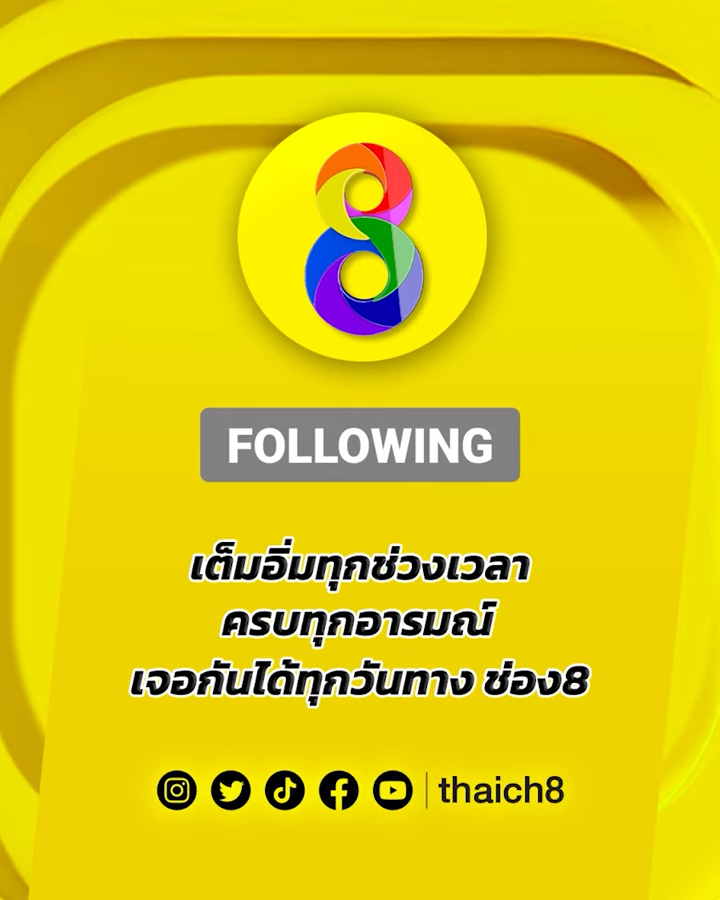 8
FOLLOWING
เต็มอิ่มทุกช่วงเวลา
ครบทุกอารมณ์
เจอกันได้ทุกวันทาง ช่อง8
thaich8